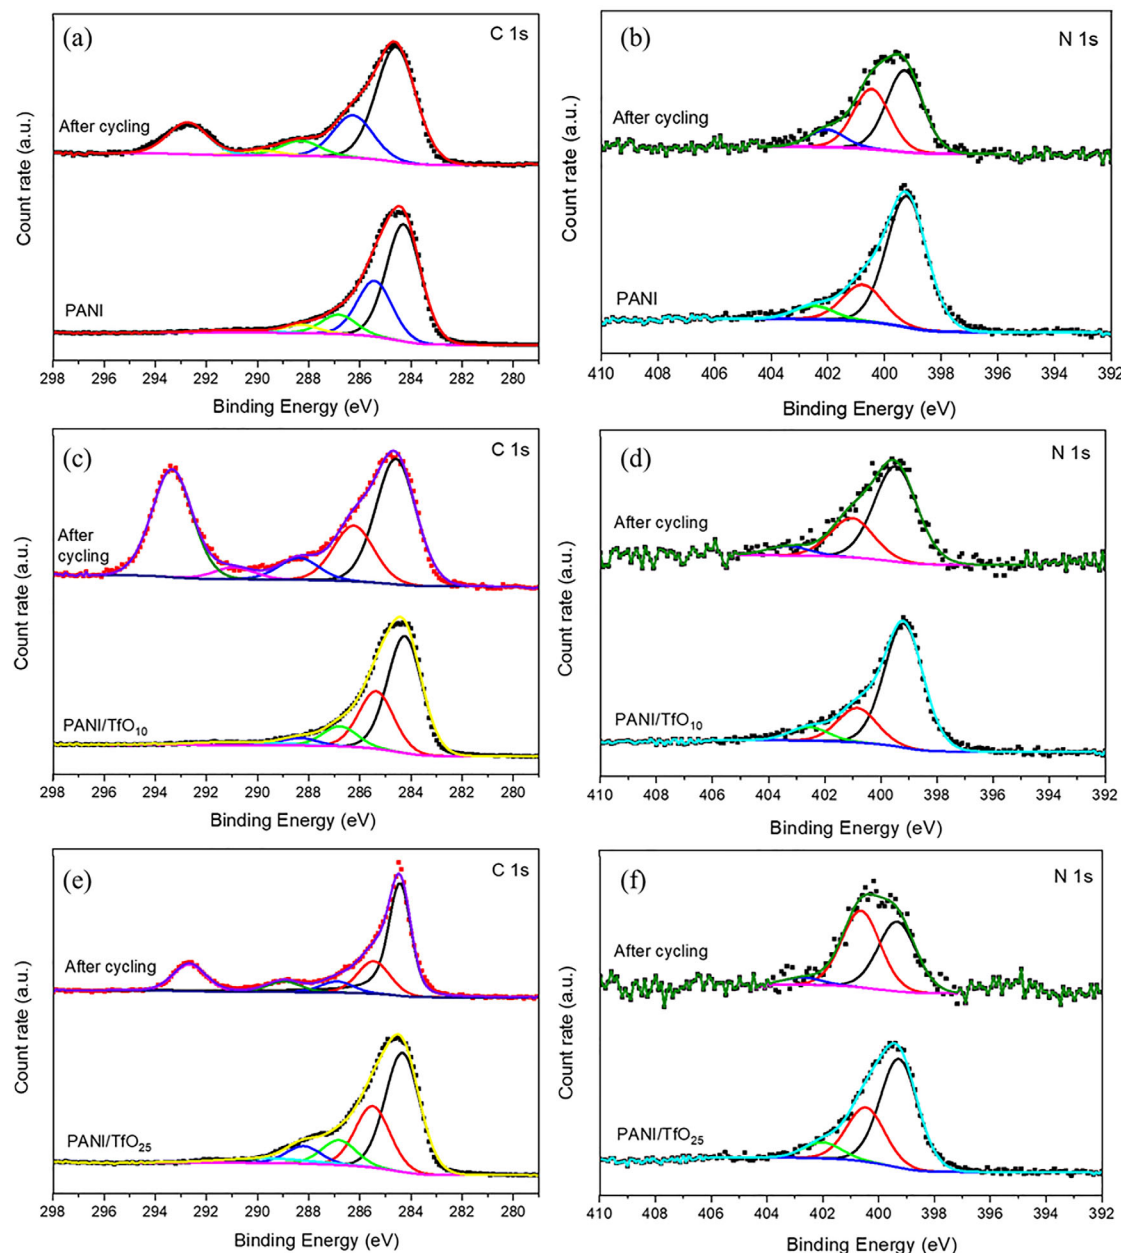 (a)
C 1s
After cycling
PANI
Count rate (a.u.)
298 296 294 292 290 288 286 284 282 280
Binding Energy (eV)
(b)
N 1s
After cycling
PANI
Count rate (a.u.)
410 408 406 404 402 400 398 396 394 392
Binding Energy (eV)
(c)
C 1s
After
cycling
PANI/TfO₁₀
Count rate (a.u.)
298 296 294 292 290 288 286 284 282 280
Binding Energy (eV)
(d)
N 1s
After cycling
PANI/TfO₁₀
Count rate (a.u.)
410 408 406 404 402 400 398 396 394 392
Binding Energy (eV)
(e)
C 1s
After cycling
PANI/TfO₂₅
Count rate (a.u.)
298 296 294 292 290 288 286 284 282 280
Binding Energy (eV)
(f)
N 1s
After cycling
PANI/TfO₂₅
Count rate (a.u.)
410 408 406 404 402 400 398 396 394 392
Binding Energy (eV)